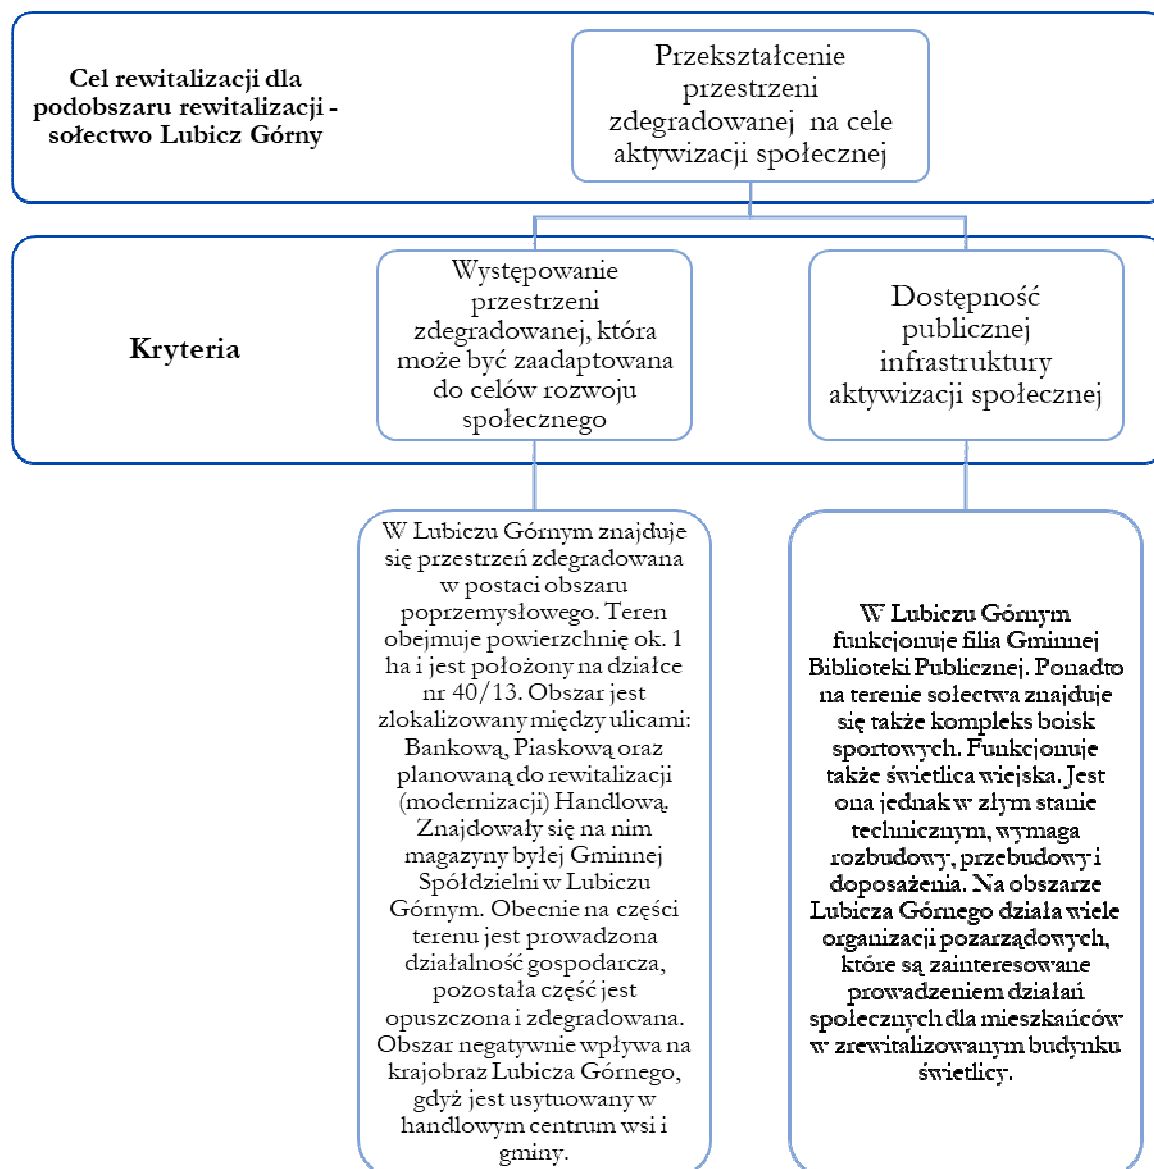 Cel rewitalizacji dla
podobszaru rewitalizacji -
sołectwo Lubicz Górny
Przekształcenie
przestrzeni
zdegradowanej na cele
aktywizacji społecznej
Kryteria
Występowanie
przestrzeni
zdegradowanej, która
może być zaadaptowana
do celów rozwoju
społecznego
Dostępność
publicznej
infrastruktury
aktywizacji społecznej
W Lubiczu Górnym znajduje
się przestrzeń zdegradowana
w postaci obszaru
poprzemysłowego. Teren
obejmuje powierzchnię ok. 1
ha i jest położony na działce
nr 40/13. Obszar jest
zlokalizowany między ulicami:
Bankową, Piaskową oraz
planowaną do rewitalizacji
(modernizacji) Handlową.
Znajdowały się na nim
magazyny byłej Gminnej
Spółdzielni w Lubiczu
Górnym. Obecnie na części
terenu jest prowadzona
działalność gospodarcza,
pozostała część jest
opuszczona i zdegradowana.
Obszar negatywnie wpływa na
krajobraz Lubicza Górnego,
gdyż jest usytuowany w
handlowym centrum wsi i
gminy.
W Lubiczu Górnym
funkcjonuje filia Gminnej
Biblioteki Publicznej. Ponadto
na terenie sołectwa znajduje
się także kompleks boisk
sportowych. Funkcjonuje
także świetlica wiejska. Jest
ona jednak w złym stanie
technicznym, wymaga
rozbudowy, przebudowy i
doposażenia. Na obszarze
Lubicza Górnego działa wiele
organizacji pozarządowych,
które są zainteresowane
prowadzeniem działań
społecznych dla mieszkańców
w zrewitalizowanym budynku
świetlicy.